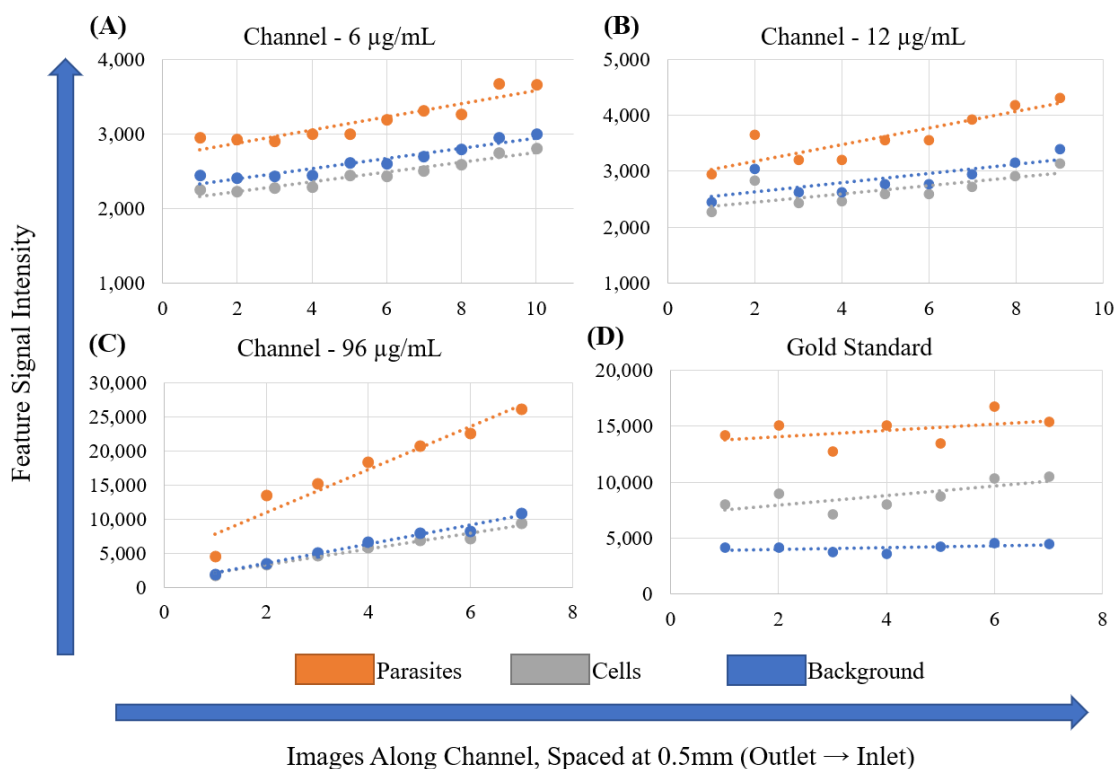 (A)
Channel - 6 µg/mL
4,000
3,000
2,000
1,000
0 2 4 6 8 10
(B)
Channel - 12 µg/mL
5,000
4,000
3,000
2,000
1,000
0 2 4 6 8 10
(C)
Channel - 96 µg/mL
30,000
25,000
20,000
15,000
10,000
5,000
0
0 2 4 6 8
(D)
Gold Standard
20,000
15,000
10,000
5,000
0
0 2 4 6 8
Feature Signal Intensity
Parasites Cells Background
Images Along Channel, Spaced at 0.5mm (Outlet → Inlet)